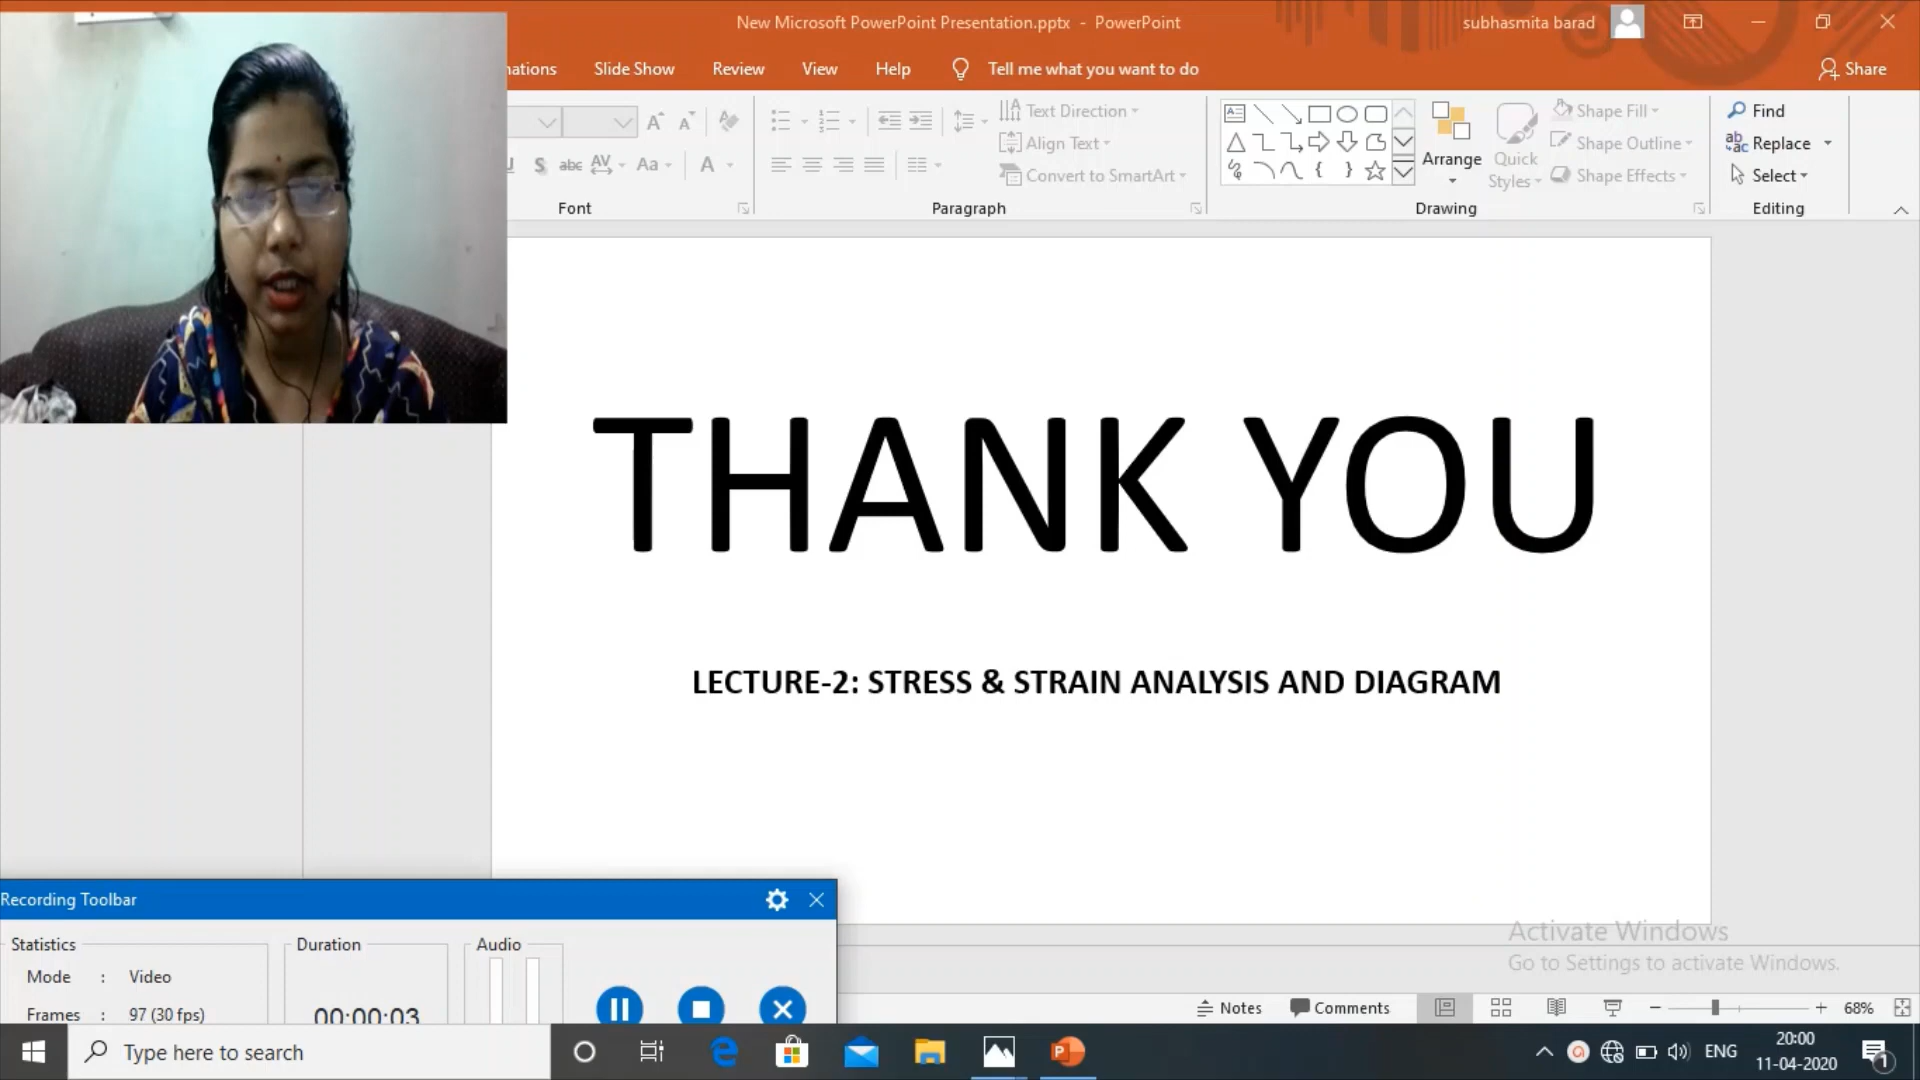 New Microsoft PowerPoint Presentation.pptx - PowerPoint
subhasmita barad
nations Slide Show Review View Help Tell me what you want to do
Share
Aa
A
abc
AV
Font
Text Direction
Align Text
Convert to SmartArt
Paragraph
Arrange
Quick
Styles
Shape Fill
Shape Outline
Shape Effects
Drawing
Find
Replace
Select
Editing
THANK YOU
LECTURE-2: STRESS & STRAIN ANALYSIS AND DIAGRAM
Recording Toolbar
Statistics
Mode : Video
Frames : 97 (30 fps)
Duration
00:00:03
Audio
Activate Windows
Go to Settings to activate Windows.
Notes Comments 68%
Type here to search
ENG
20:00
11-04-2020
1